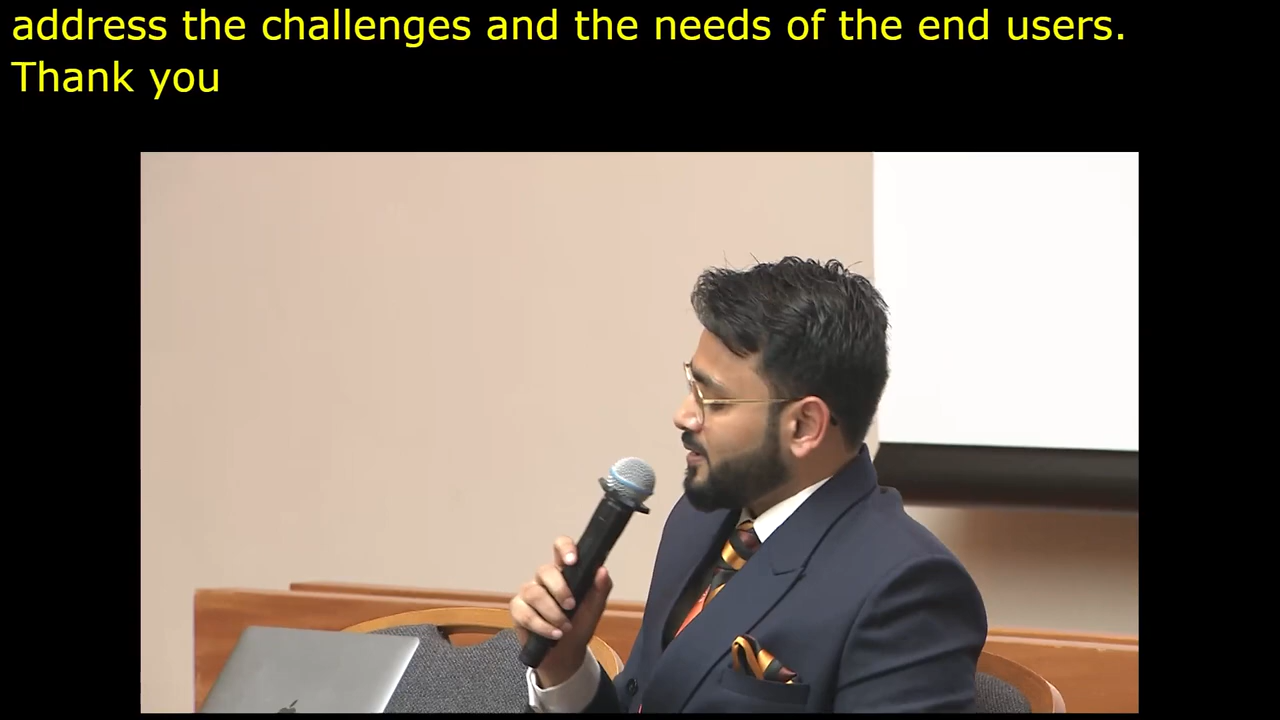 address the challenges and the needs of the end users.
Thank you